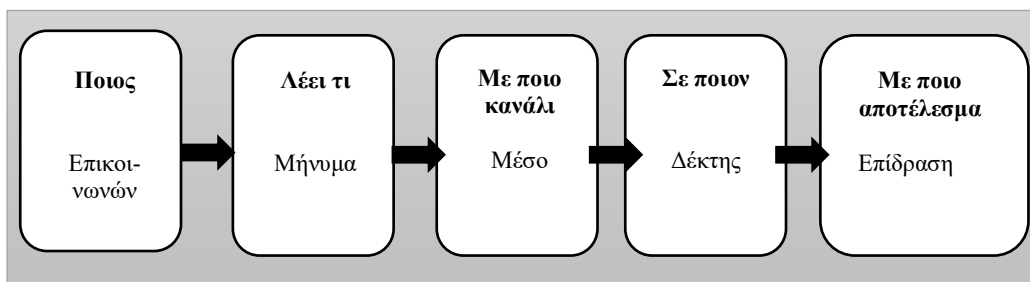 Ποιος
Επικοι-
νωνών
Λέει τι
Μήνυμα
Με ποιο
κανάλι
Μέσο
Σε ποιον
Δέκτης
Με ποιο
αποτέλεσμα
Επίδραση